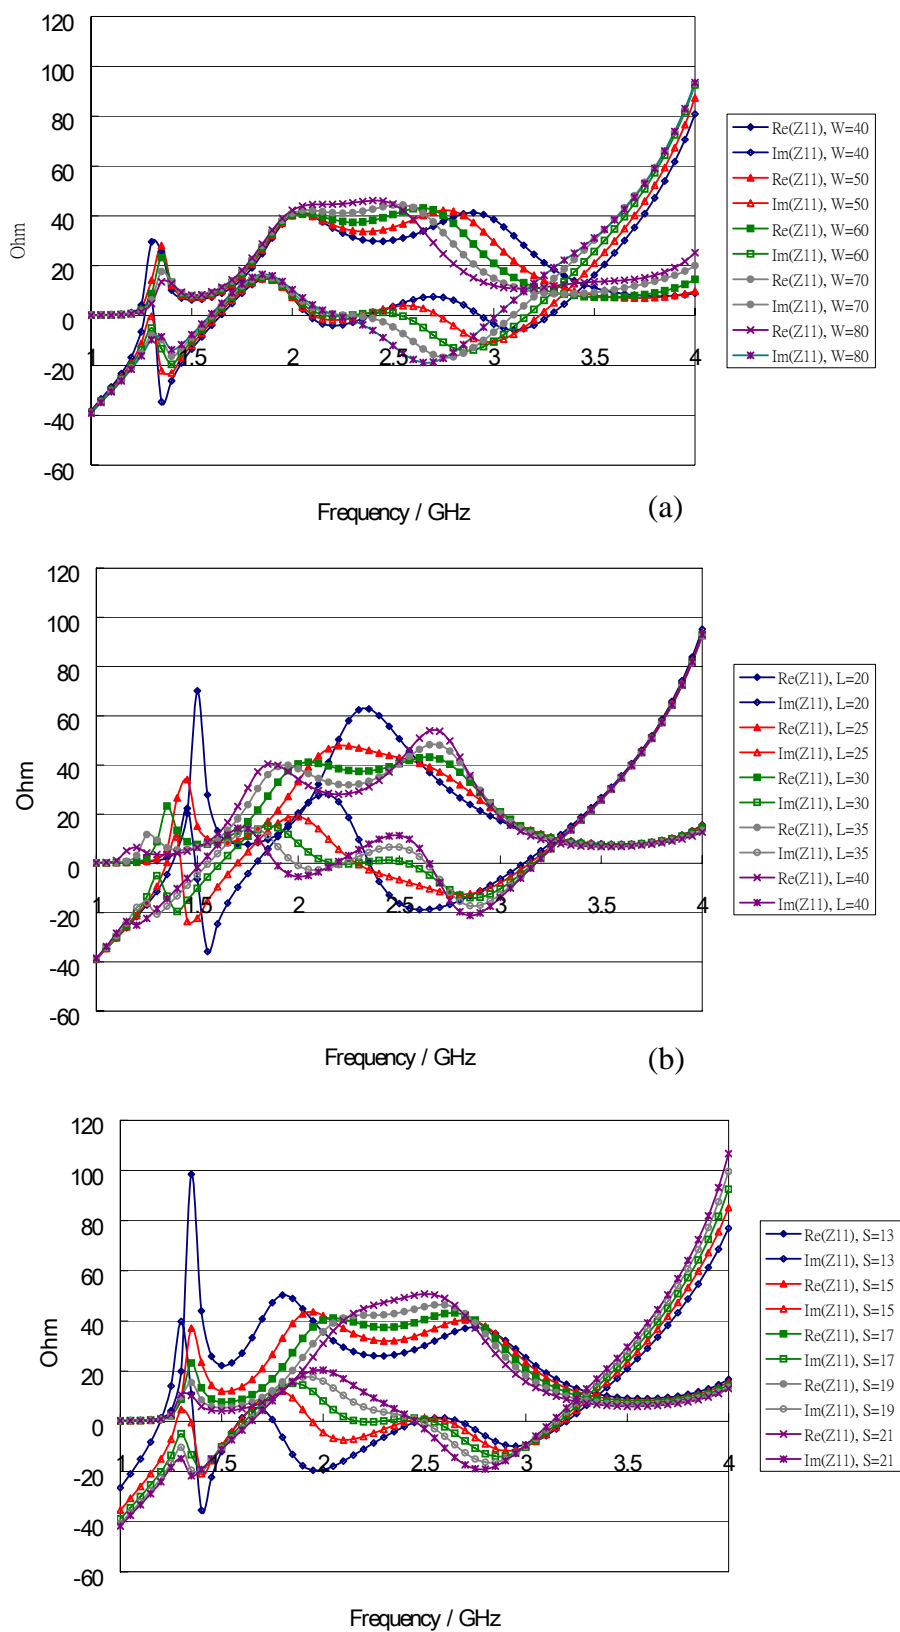 120
100
80
60
40
20
0
-20
-40
-60
Ohm
1
1.5
2
2.5
3
3.5
4
Frequency / GHz
(a)
Re(Z11), W=40
Im(Z11), W=40
Re(Z11), W=50
Im(Z11), W=50
Re(Z11), W=60
Im(Z11), W=60
Re(Z11), W=70
Im(Z11), W=70
Re(Z11), W=80
Im(Z11), W=80
120
100
80
60
40
20
0
-20
-40
-60
Ohm
1
1.5
2
2.5
3
3.5
4
Frequency / GHz
(b)
Re(Z11), L=20
Im(Z11), L=20
Re(Z11), L=25
Im(Z11), L=25
Re(Z11), L=30
Im(Z11), L=30
Re(Z11), L=35
Im(Z11), L=35
Re(Z11), L=40
Im(Z11), L=40
120
100
80
60
40
20
0
-20
-40
-60
Ohm
1
1.5
2
2.5
3
3.5
4
Frequency / GHz
Re(Z11), S=13
Im(Z11), S=13
Re(Z11), S=15
Im(Z11), S=15
Re(Z11), S=17
Im(Z11), S=17
Re(Z11), S=19
Im(Z11), S=19
Re(Z11), S=21
Im(Z11), S=21